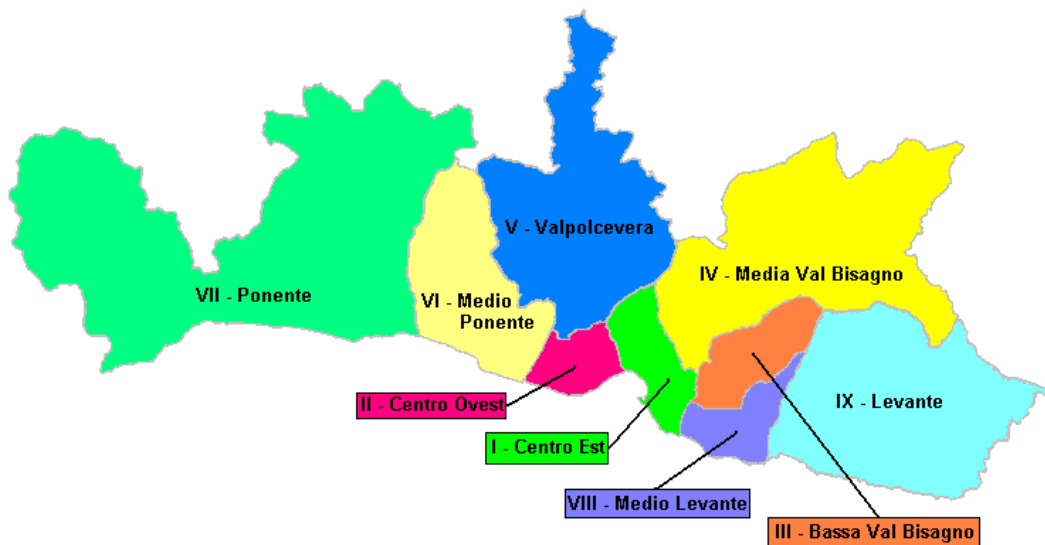 V - Valpolcevera
IV - Media Val Bisagno
VII - Ponente
VI - Medio
Ponente
II - Centro Ovest
IX - Levante
I - Centro Est
VIII - Medio Levante
III - Bassa Val Bisagno